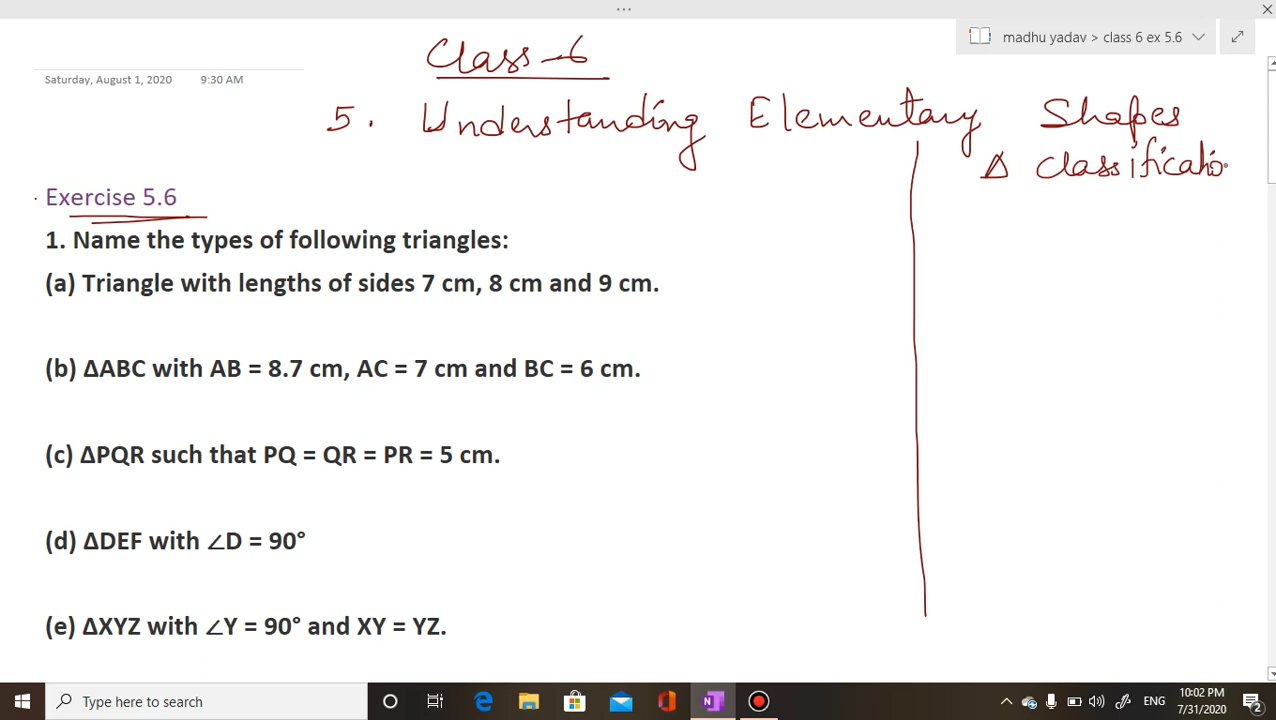 madhu yadav > class 6 ex 5.6
Class-6
Saturday, August 1, 2020 9:30 AM
5. Understanding Elementary Shapes
Δ classificatio
Exercise 5.6
1. Name the types of following triangles:
(a) Triangle with lengths of sides 7 cm, 8 cm and 9 cm.
(b) ΔABC with AB = 8.7 cm, AC = 7 cm and BC = 6 cm.
(c) ΔPQR such that PQ = QR = PR = 5 cm.
(d) ΔDEF with ∠D = 90°
(e) ΔXYZ with ∠Y = 90° and XY = YZ.
Type here to search
ENG
10:02 PM
7/31/2020
2